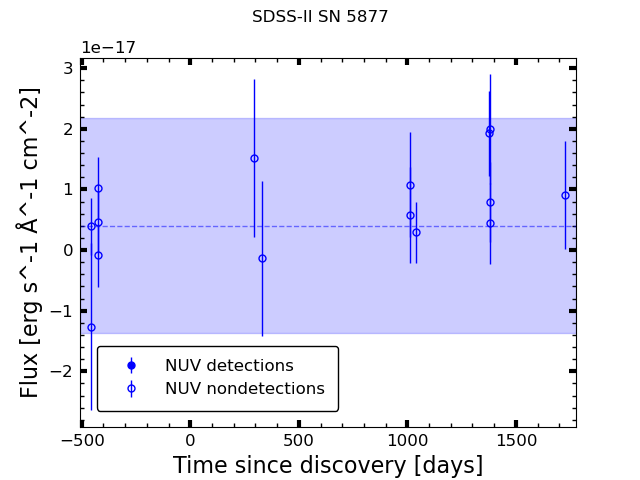 SDSS-II SN 5877
1e−17
3
2
1
0
−1
−2
Flux [erg s^-1 Å^-1 cm^-2]
NUV detections
NUV nondetections
−500 0 500 1000 1500
Time since discovery [days]